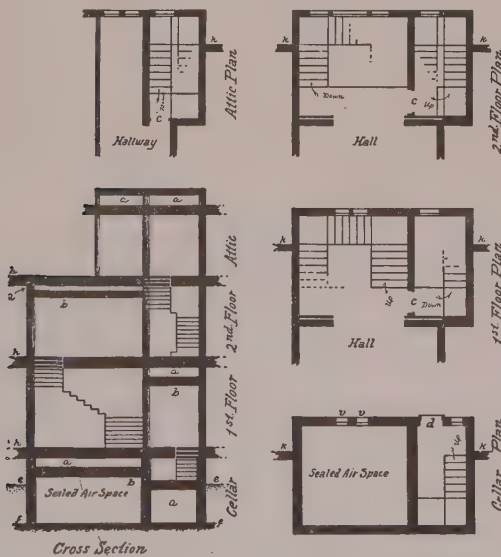 k
Down
c
Hallway
Attic Plan
k
k
Down
c
Up
Hall
2nd. Floor Plan
a
a
Attic
h
a
b
2nd. Floor
k
k
Up
c
Down
a
Hall
1st. Floor Plan
h
a
b
1st. Floor
h
a
e
b
e
Sealed Air Space
a
f
f
Cellar
Cross Section
v
v
d
k
k
Up
Sealed Air Space
Cellar Plan